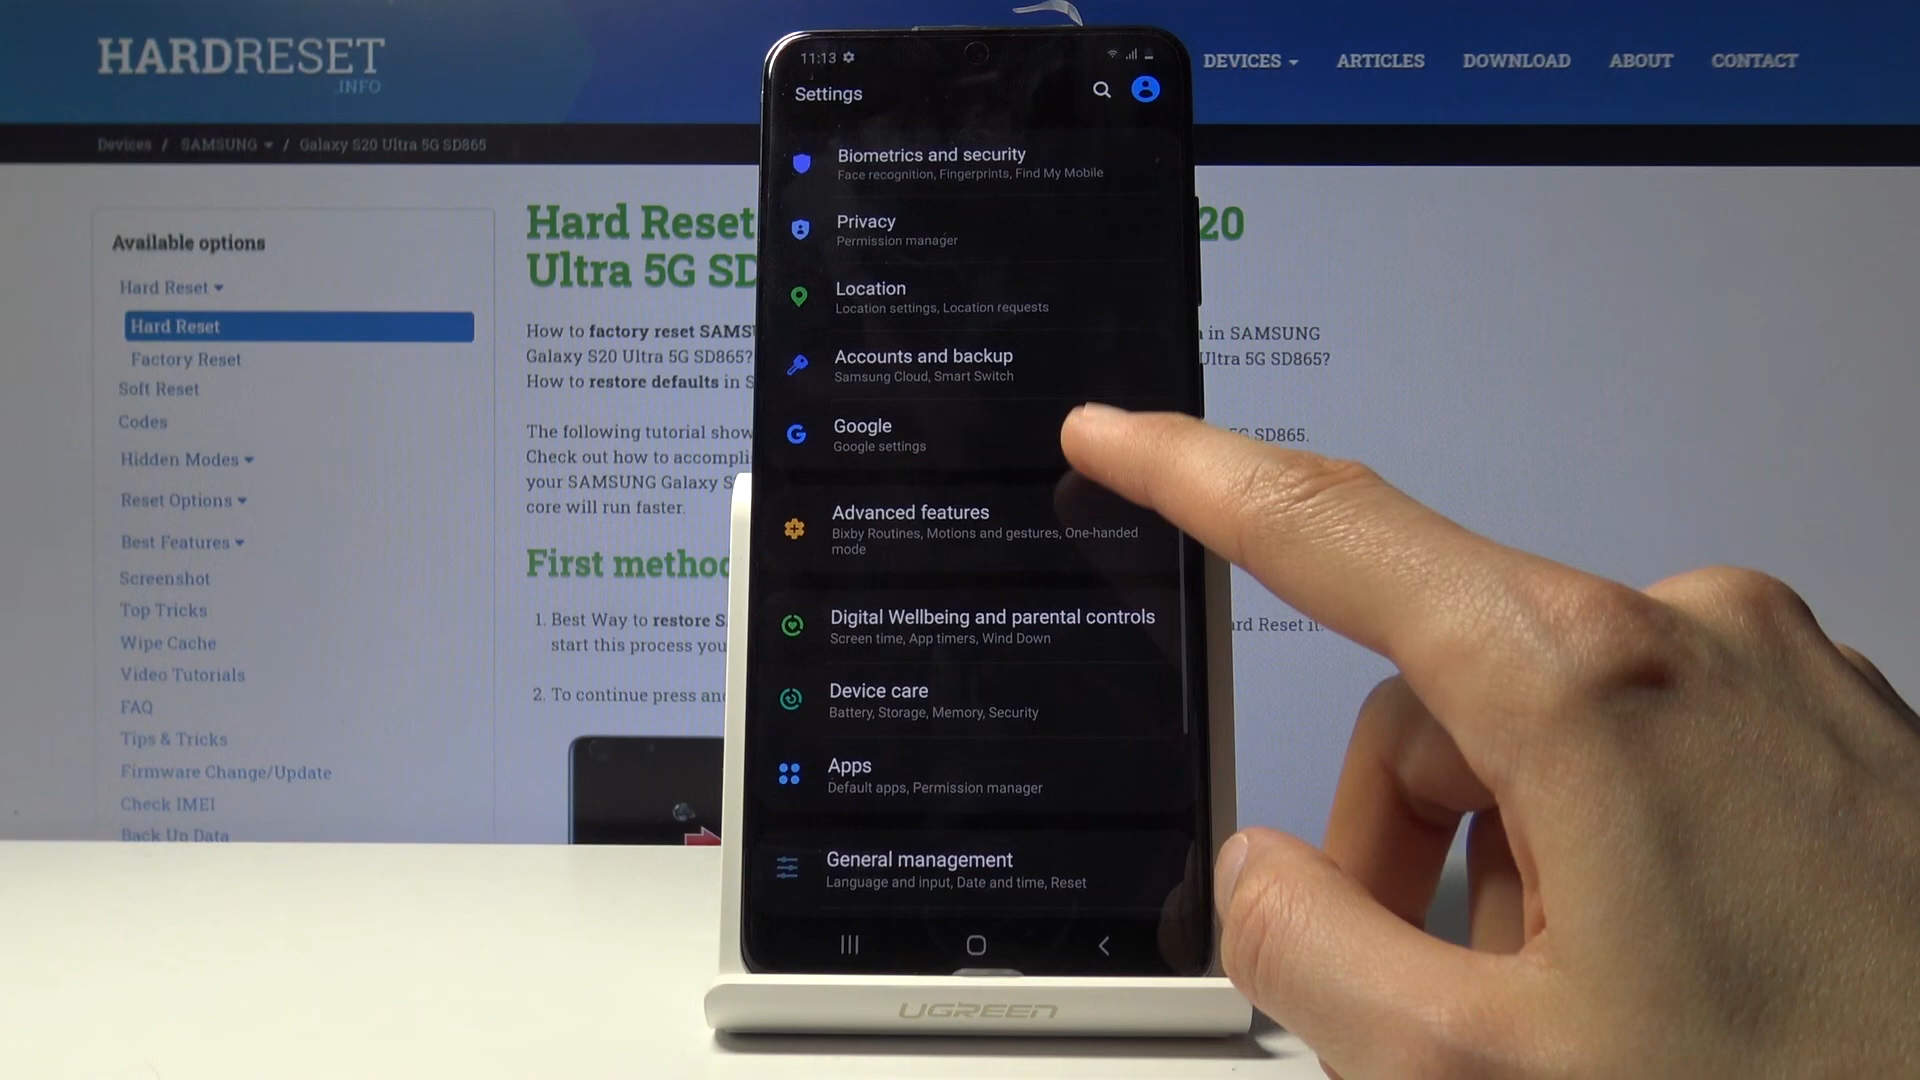 HARDRESET
.INFO
DEVICES
ARTICLES
DOWNLOAD
ABOUT
CONTACT
Devices / SAMSUNG / Galaxy S20 Ultra 5G SD865
Available options
Hard Reset
Hard Reset
Factory Reset
Soft Reset
Codes
Hidden Modes
Reset Options
Best Features
Screenshot
Top Tricks
Wipe Cache
Video Tutorials
FAQ
Tips & Tricks
Firmware Change/Update
Check IMEI
Back Up Data
Hard Reset
20
Ultra 5G SD
How to factory reset SAMS
in SAMSUNG
Galaxy S20 Ultra 5G SD865?
Ultra 5G SD865?
How to restore defaults in S
The following tutorial show
5G SD865.
Check out how to accompli
your SAMSUNG Galaxy S
core will run faster.
First method
1. Best Way to restore S
ard Reset it.
start this process you
2. To continue press and
11:13
Settings
Biometrics and security
Face recognition, Fingerprints, Find My Mobile
Privacy
Permission manager
Location
Location settings, Location requests
Accounts and backup
Samsung Cloud, Smart Switch
Google
Google settings
Advanced features
Bixby Routines, Motions and gestures, One-handed
mode
Digital Wellbeing and parental controls
Screen time, App timers, Wind Down
Device care
Battery, Storage, Memory, Security
Apps
Default apps, Permission manager
General management
Language and input, Date and time, Reset
UGREEN